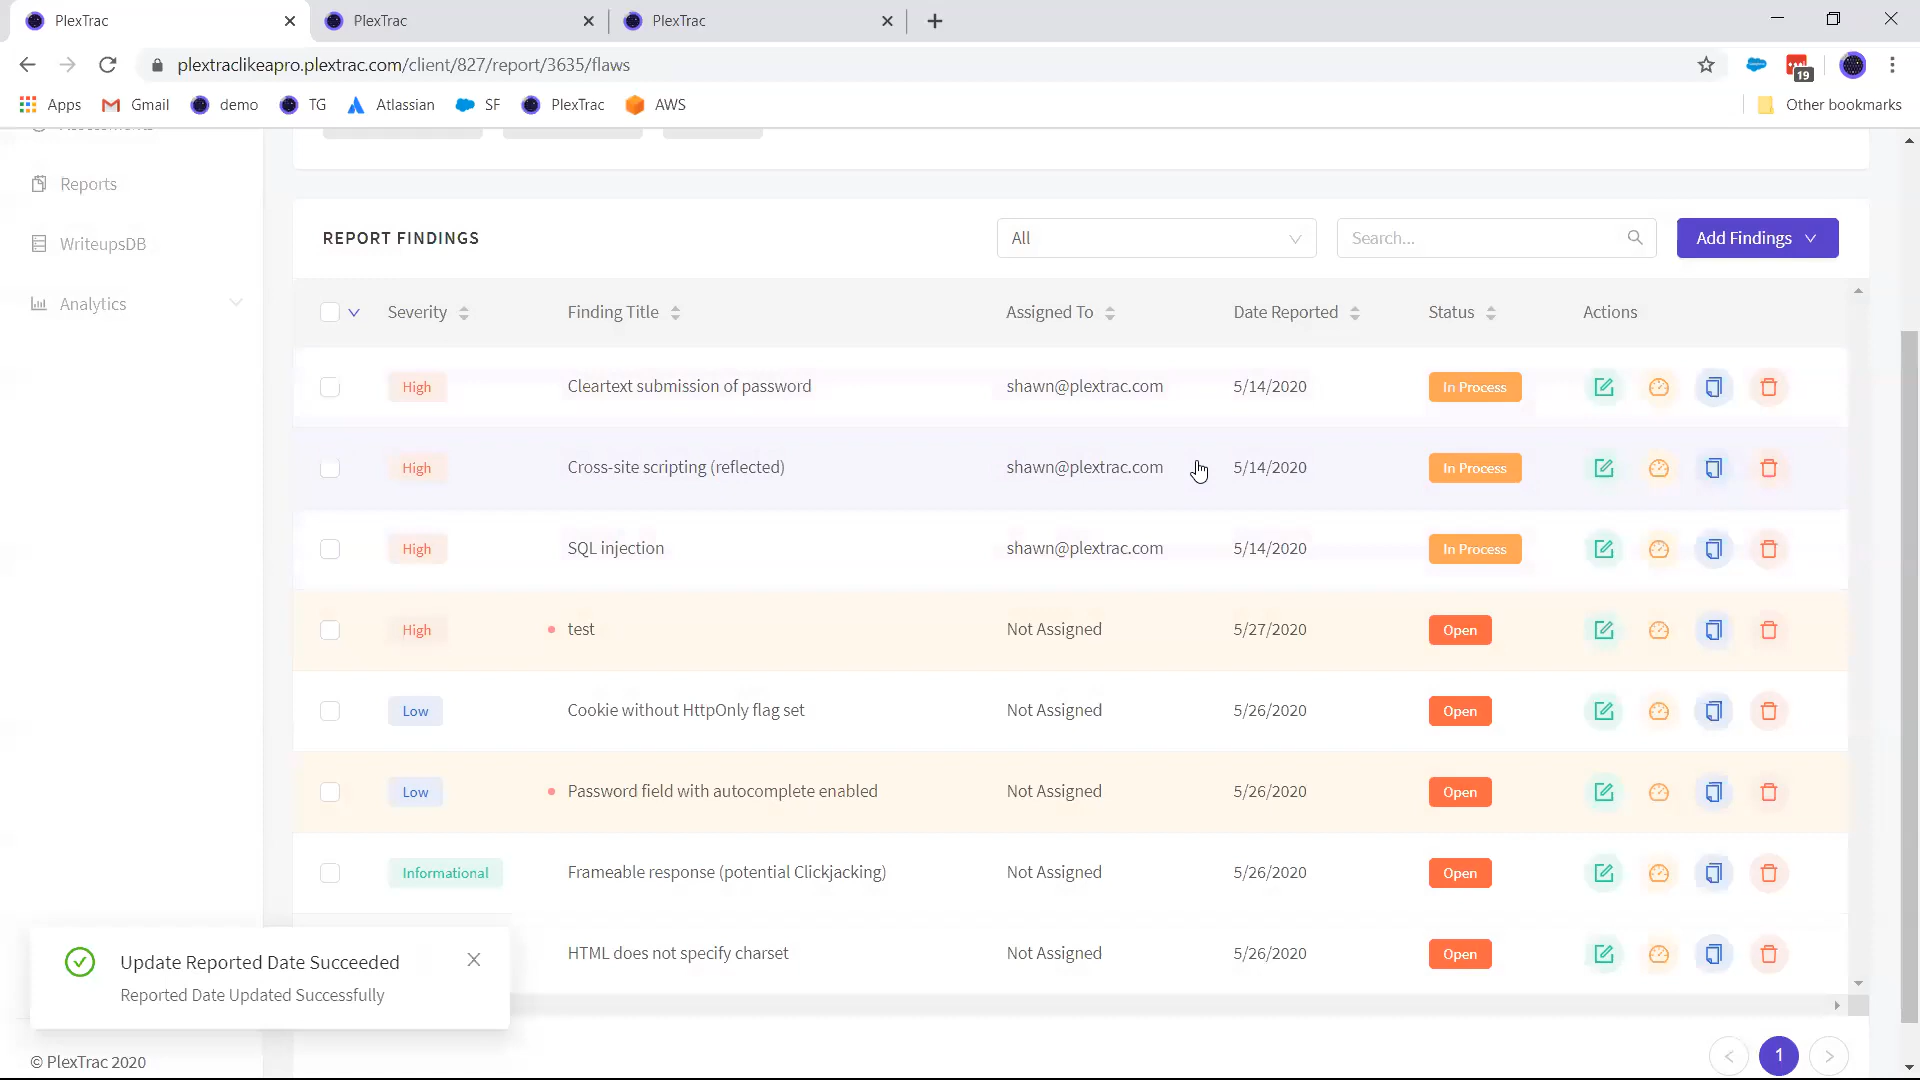 PlexTrac
PlexTrac
PlexTrac
plextraclikeapro.plextrac.com/client/827/report/3635/flaws
19
Apps
Gmail
demo
TG
Atlassian
SF
PlexTrac
AWS
Other bookmarks
Assessments
Reports
WriteupsDB
Analytics
REPORT FINDINGS
All
Search...
Add Findings
Severity Finding Title Assigned To Date Reported Status Actions
High Cleartext submission of password shawn@plextrac.com 5/14/2020 In Process
High Cross-site scripting (reflected) shawn@plextrac.com 5/14/2020 In Process
High SQL injection shawn@plextrac.com 5/14/2020 In Process
High test Not Assigned 5/27/2020 Open
Low Cookie without HttpOnly flag set Not Assigned 5/26/2020 Open
Low Password field with autocomplete enabled Not Assigned 5/26/2020 Open
Informational Frameable response (potential Clickjacking) Not Assigned 5/26/2020 Open
HTML does not specify charset Not Assigned 5/26/2020 Open
Update Reported Date Succeeded
Reported Date Updated Successfully
© PlexTrac 2020
< 1 >